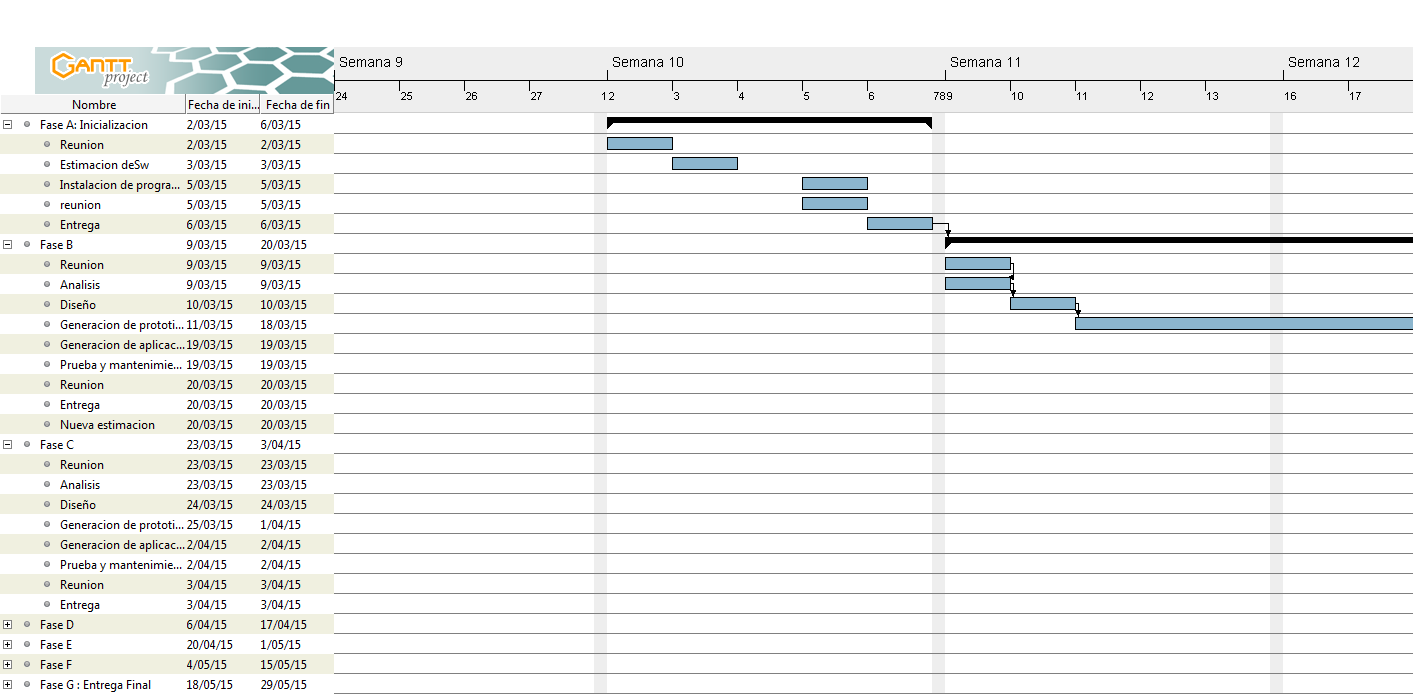 GANTT
project
Semana 9 Semana 10 Semana 11 Semana 12
24 25 26 27 1 2 3 4 5 6 7 8 9 10 11 12 13 16 17
Nombre Fecha de ini... Fecha de fin
Fase A: Inicializacion 2/03/15 6/03/15
Reunion 2/03/15 2/03/15
Estimacion deSw 3/03/15 3/03/15
Instalacion de progra... 5/03/15 5/03/15
reunion 5/03/15 5/03/15
Entrega 6/03/15 6/03/15
Fase B 9/03/15 20/03/15
Reunion 9/03/15 9/03/15
Analisis 9/03/15 9/03/15
Diseño 10/03/15 10/03/15
Generacion de prototi... 11/03/15 18/03/15
Generacion de aplicac... 19/03/15 19/03/15
Prueba y mantenimie... 19/03/15 19/03/15
Reunion 20/03/15 20/03/15
Entrega 20/03/15 20/03/15
Nueva estimacion 20/03/15 20/03/15
Fase C 23/03/15 3/04/15
Reunion 23/03/15 23/03/15
Analisis 23/03/15 23/03/15
Diseño 24/03/15 24/03/15
Generacion de prototi... 25/03/15 1/04/15
Generacion de aplicac... 2/04/15 2/04/15
Prueba y mantenimie... 2/04/15 2/04/15
Reunion 3/04/15 3/04/15
Entrega 3/04/15 3/04/15
Fase D 6/04/15 17/04/15
Fase E 20/04/15 1/05/15
Fase F 4/05/15 15/05/15
Fase G : Entrega Final 18/05/15 29/05/15